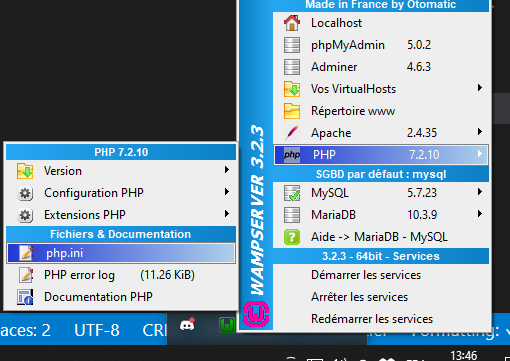 Made in France by Otomatic
Localhost
phpMyAdmin 5.0.2
Adminer 4.6.3
Vos VirtualHosts
Répertoire www
Apache 2.4.35
php PHP 7.2.10
SGBD par défaut : mysql
MySQL 5.7.23
MariaDB 10.3.9
Aide -> MariaDB - MySQL
3.2.3 - 64bit - Services
Démarrer les services
Arrêter les services
Redémarrer les services
WAMPSERVER 3.2.3
PHP 7.2.10
Version
Configuration PHP
Extensions PHP
Fichiers & Documentation
php.ini
PHP error log (11.26 KiB)
Documentation PHP
aces: 2 UTF-8 Formatting:
13:46